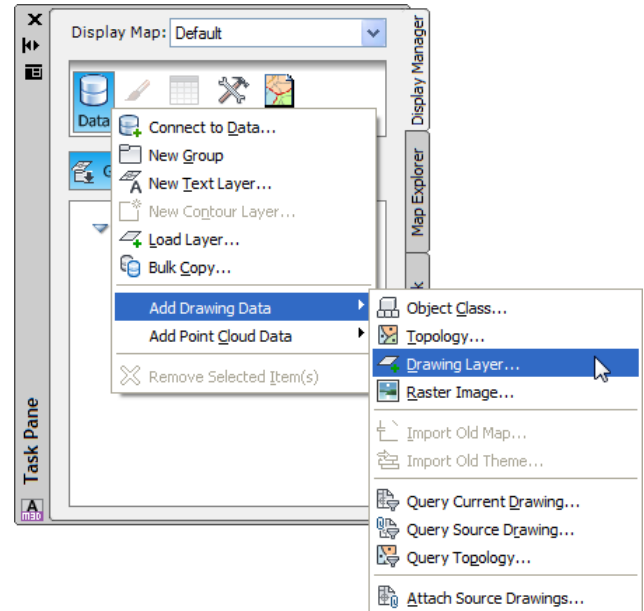 Display Map: Default
Data
G
Connect to Data...
New Group
New Text Layer...
New Contour Layer...
Load Layer...
Bulk Copy...
Add Drawing Data
Add Point Cloud Data
Remove Selected Item(s)
Object Class...
Topology...
Drawing Layer...
Raster Image...
Import Old Map...
Import Old Theme...
Query Current Drawing...
Query Source Drawing...
Query Topology...
Attach Source Drawings...
Display Manager
Map Explorer
Task Pane
A
M3D